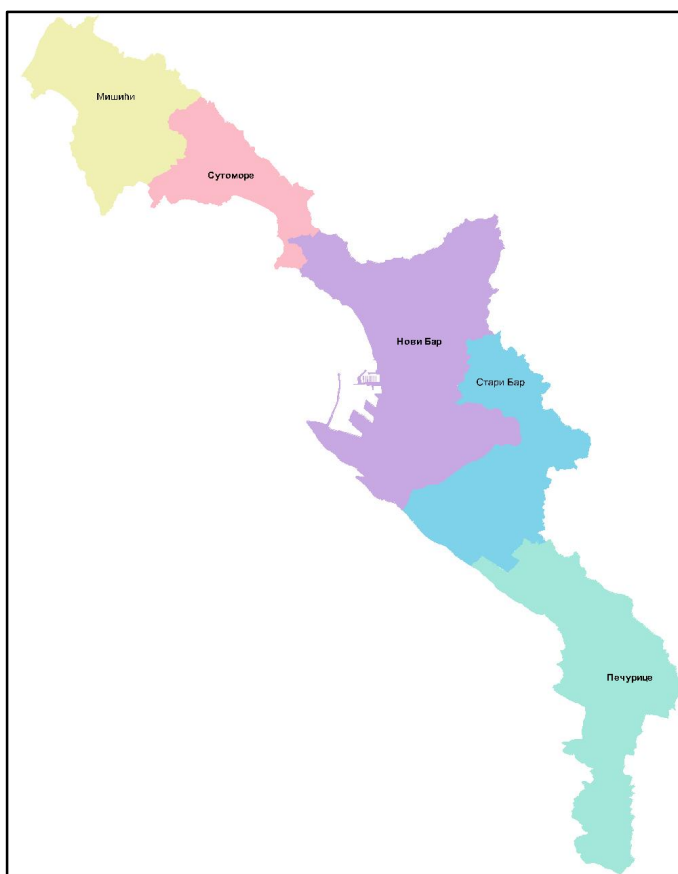 Мишићи
Сутоморе
Нови Бар
Стари Бар
Печурице